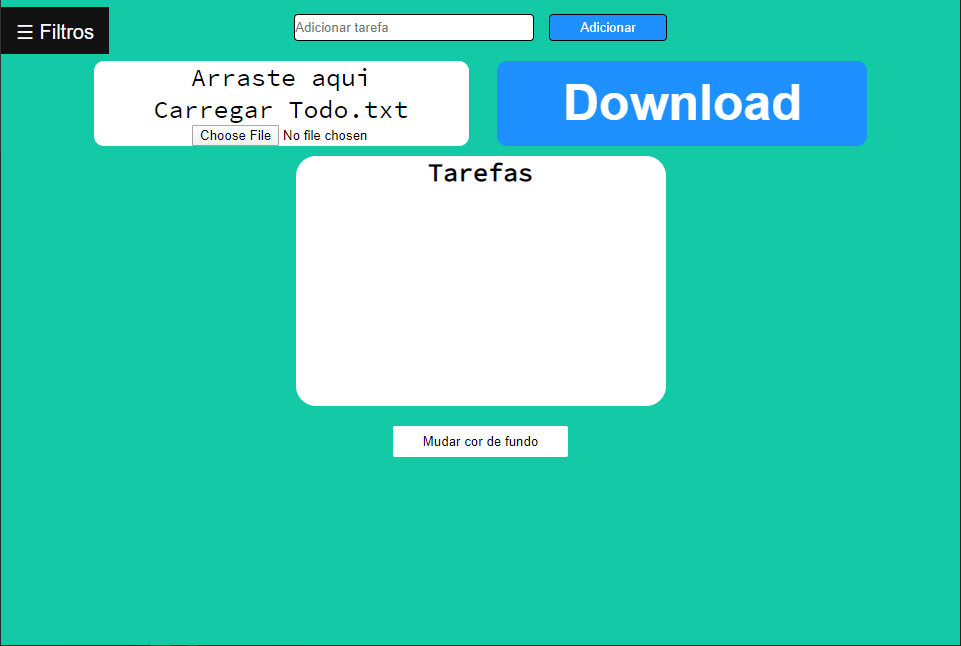 ☰ Filtros
Adicionar tarefa
Adicionar
Arraste aqui
Carregar Todo.txt
Choose File No file chosen
Download
Tarefas
Mudar cor de fundo